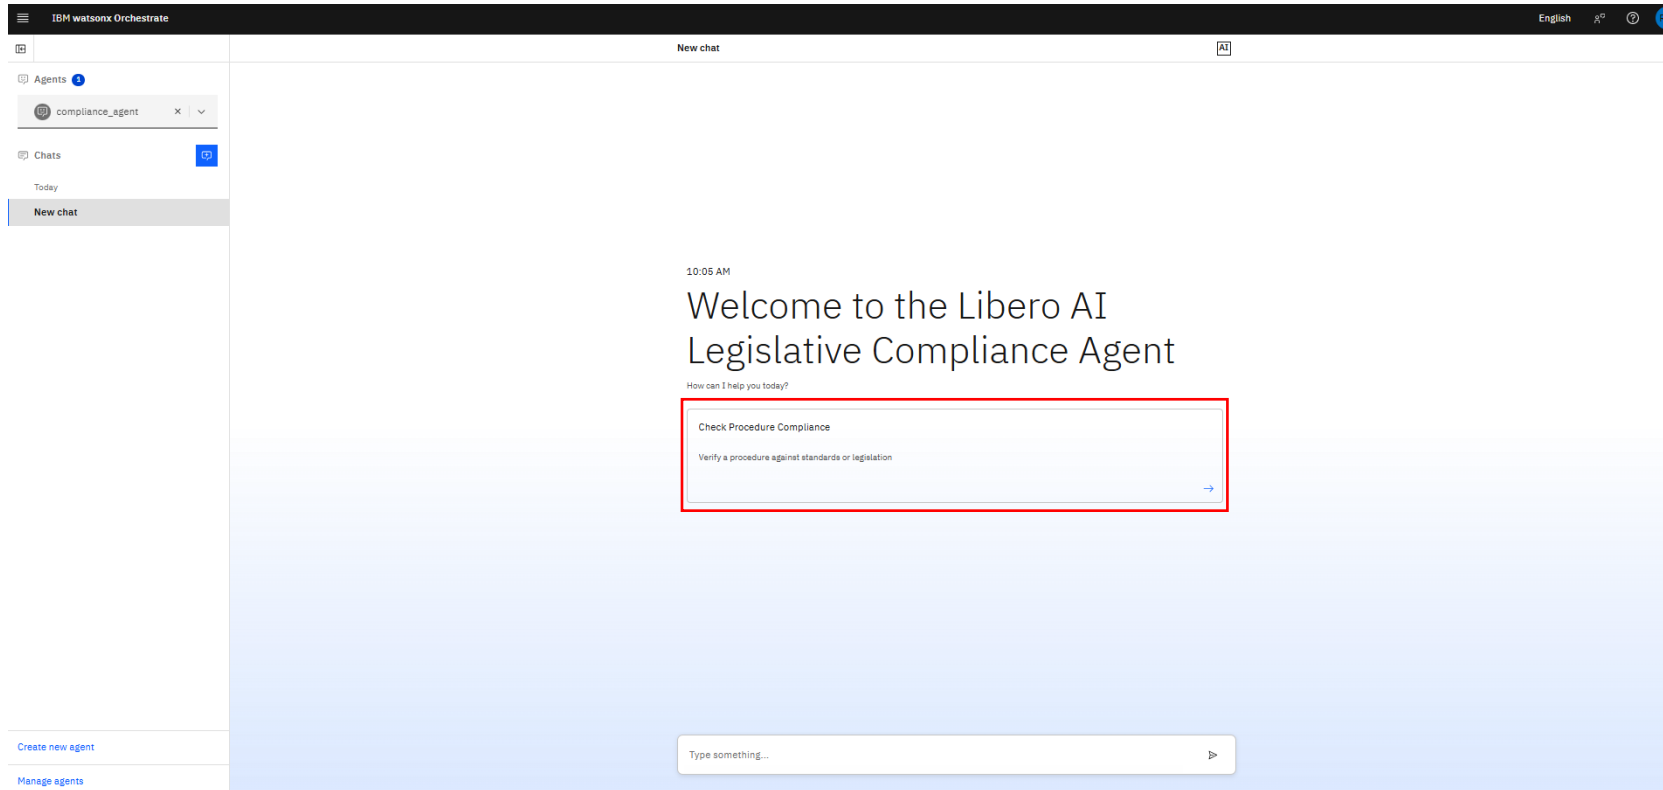 IBM watsonx Orchestrate
English
New chat
AI
Agents 1
compliance_agent
Chats
Today
New chat
10:05 AM
Welcome to the Libero AI
Legislative Compliance Agent
How can I help you today?
Check Procedure Compliance
Verify a procedure against standards or legislation
Type something...
Create new agent
Manage agents